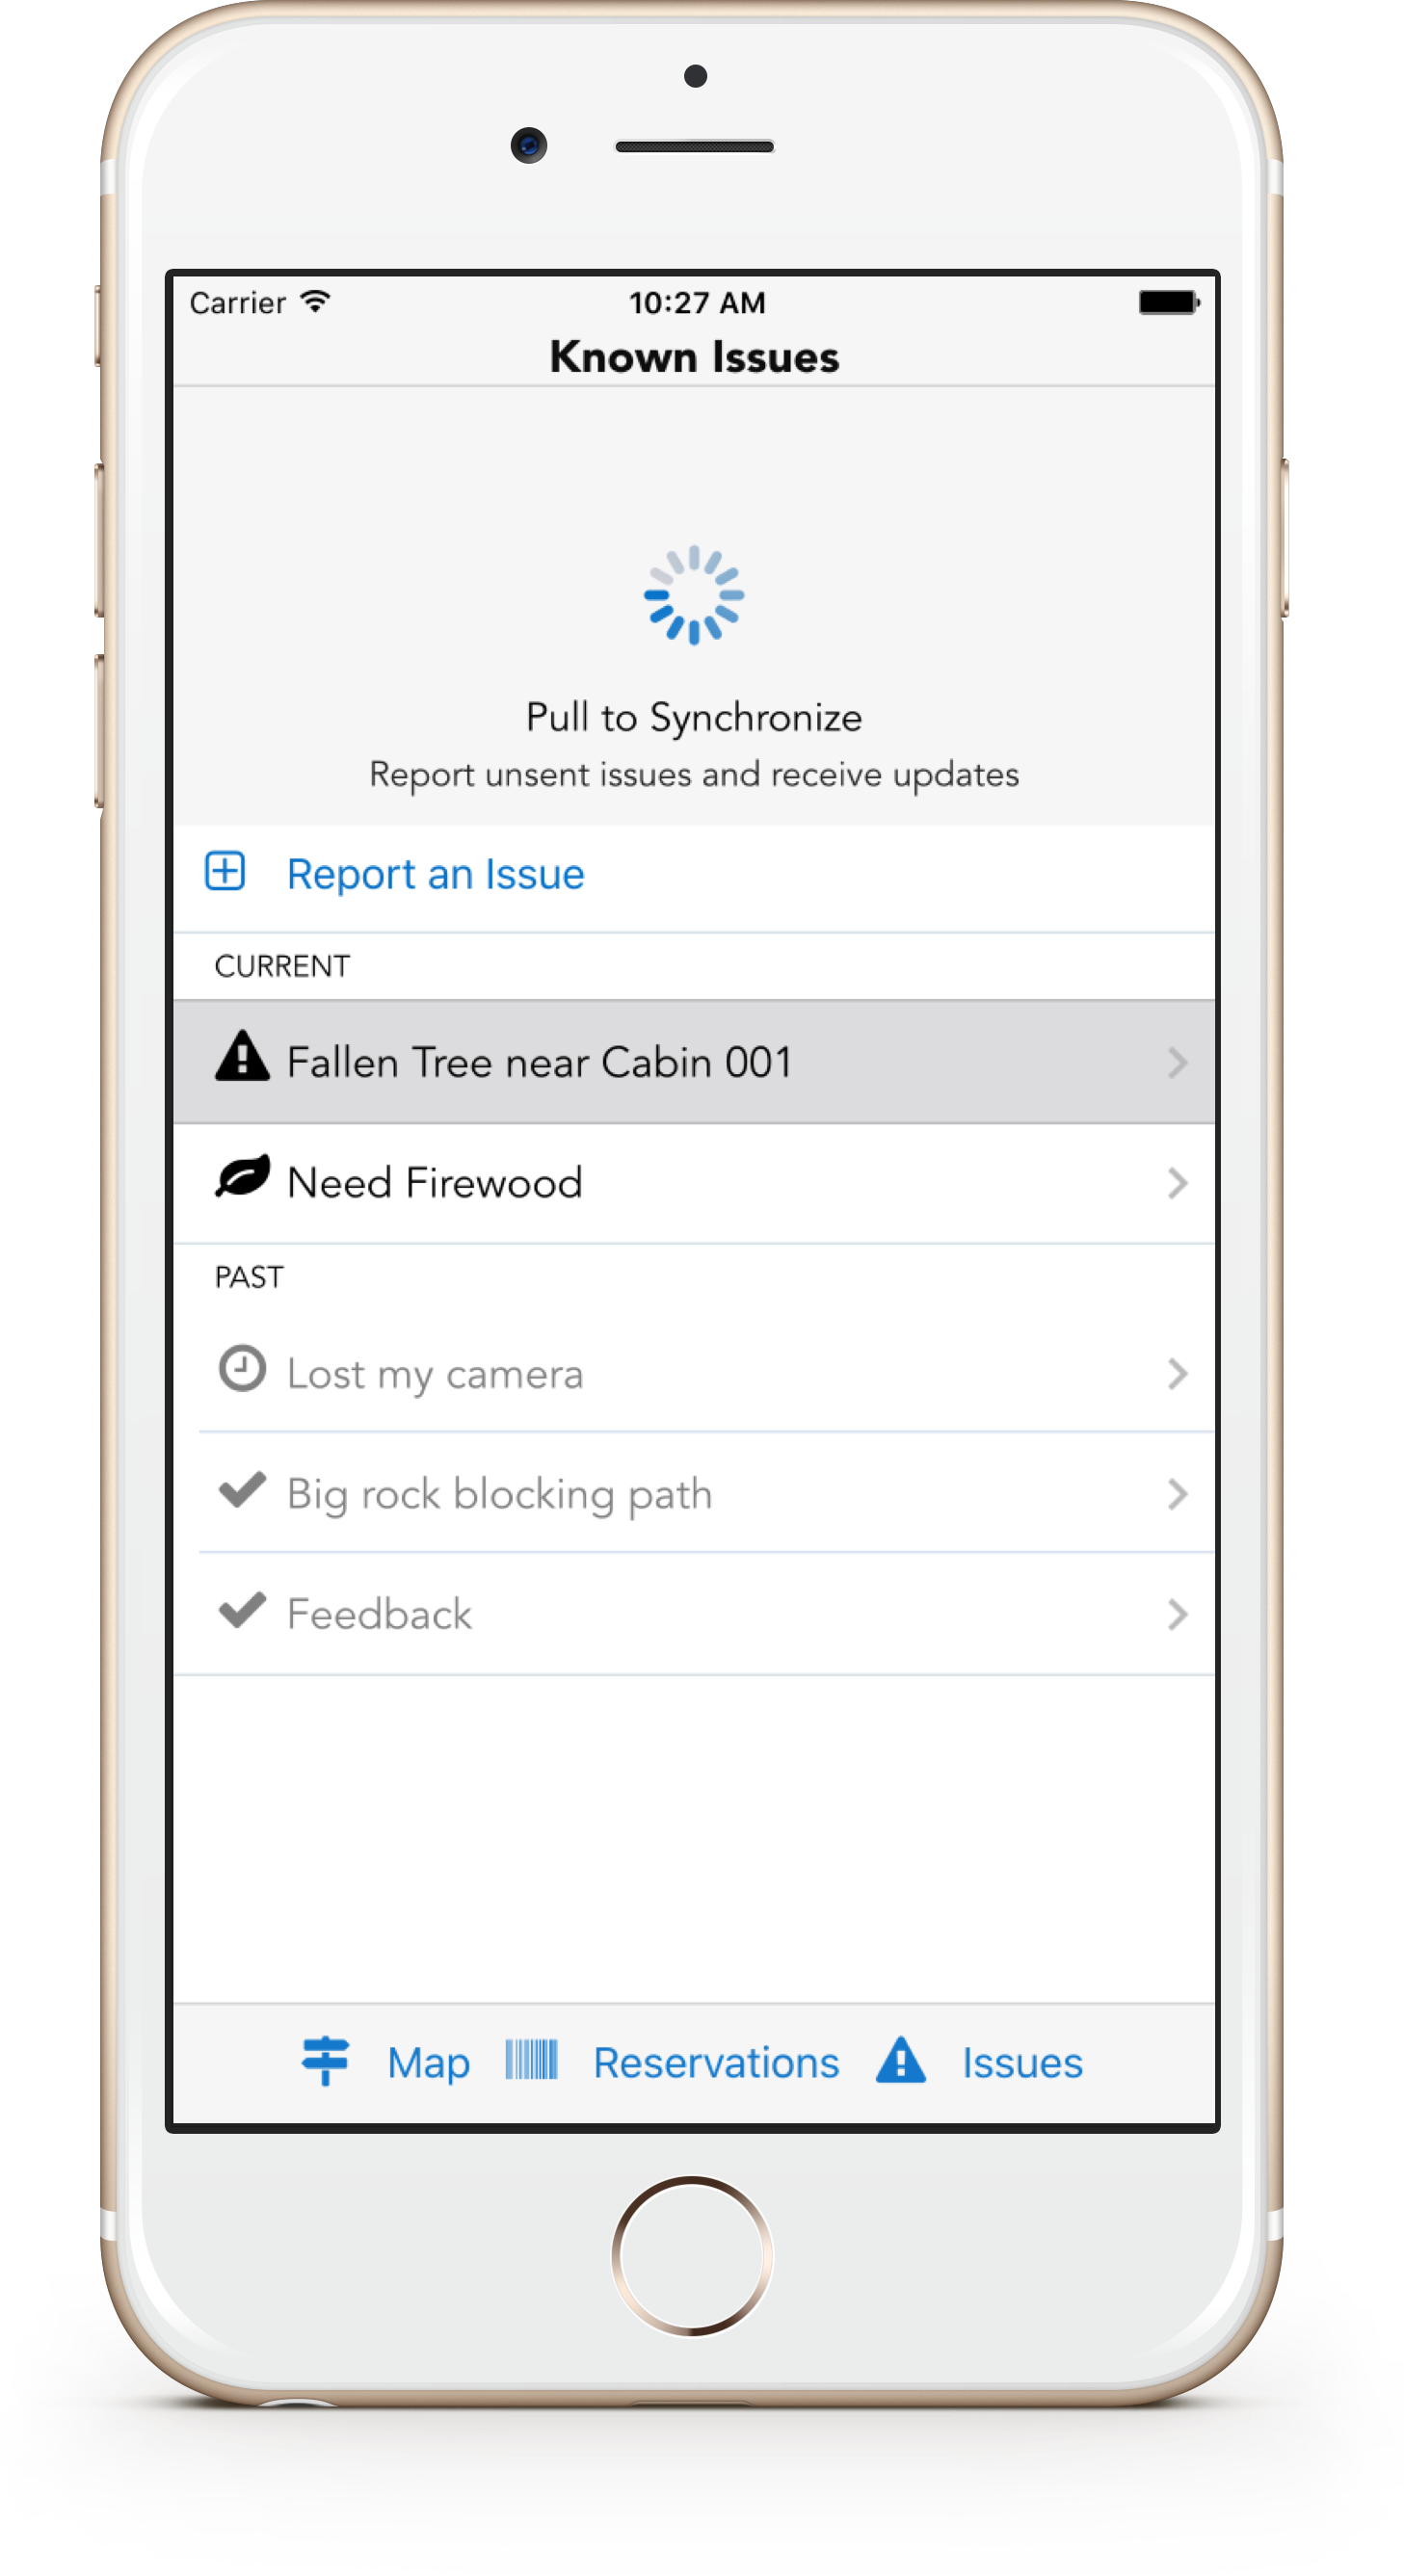 Carrier
10:27 AM
Known Issues
Pull to Synchronize
Report unsent issues and receive updates
Report an Issue
CURRENT
Fallen Tree near Cabin 001
Need Firewood
PAST
Lost my camera
Big rock blocking path
Feedback
Map Reservations Issues